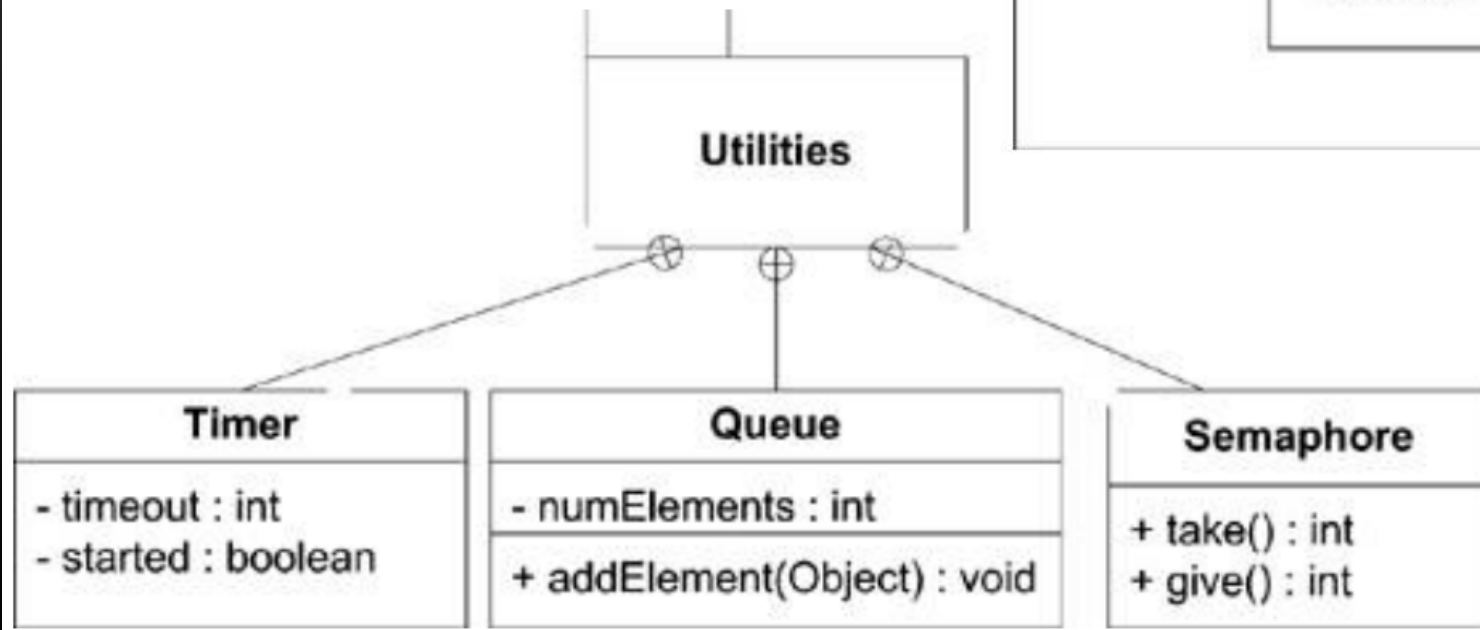 Utilities
Timer
- timeout : int
- started : boolean
Queue
- numElements : int
+ addElement(Object) : void
Semaphore
+ take() : int
+ give() : int